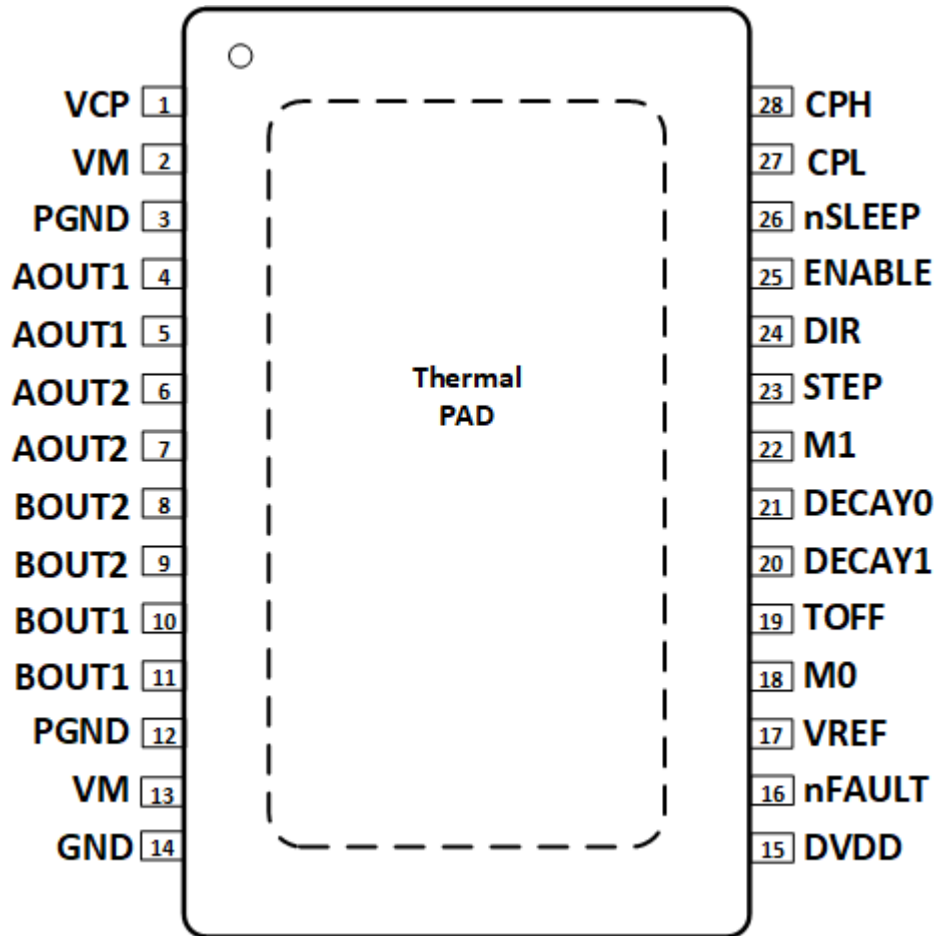 VCP 1
VM 2
PGND 3
AOUT1 4
AOUT1 5
AOUT2 6
AOUT2 7
BOUT2 8
BOUT2 9
BOUT1 10
BOUT1 11
PGND 12
VM 13
GND 14
Thermal
PAD
28 CPH
27 CPL
26 nSLEEP
25 ENABLE
24 DIR
23 STEP
22 M1
21 DECAY0
20 DECAY1
19 TOFF
18 M0
17 VREF
16 nFAULT
15 DVDD